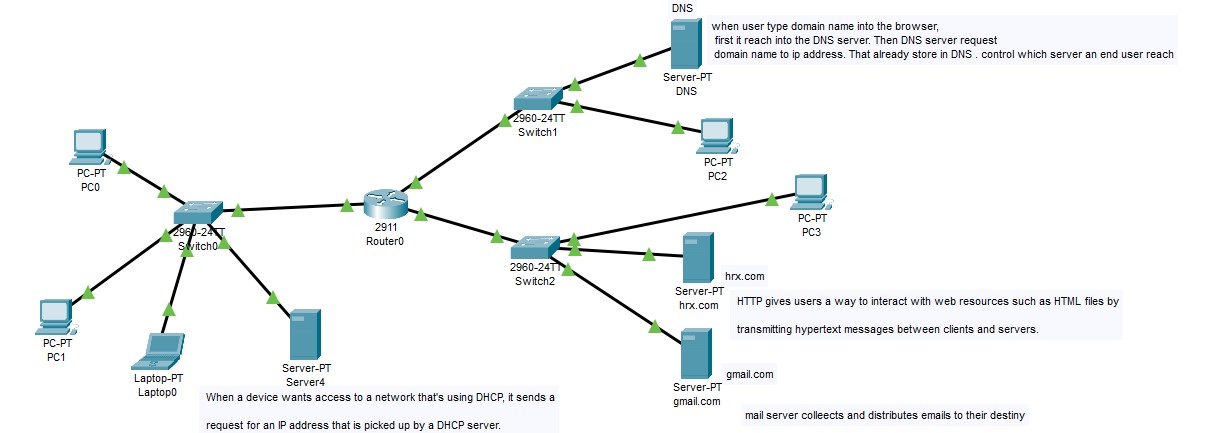 DNS
when user type domain name into the browser,
first it reach into the DNS server. Then DNS server request
domain name to ip address. That already store in DNS . control which server an end user reach
Server-PT
DNS
2960-24TT
Switch1
PC-PT
PC2
PC-PT
PC0
2960-24TT
Switch0
2911
Router0
PC-PT
PC3
2960-24TT
Switch2
hrx.com
Server-PT
hrx.com
HTTP gives users a way to interact with web resources such as HTML files by
transmitting hypertext messages between clients and servers.
PC-PT
PC1
Laptop-PT
Laptop0
Server-PT
Server4
When a device wants access to a network that's using DHCP, it sends a
request for an IP address that is picked up by a DHCP server.
gmail.com
Server-PT
gmail.com
mail server colleects and distributes emails to their destiny